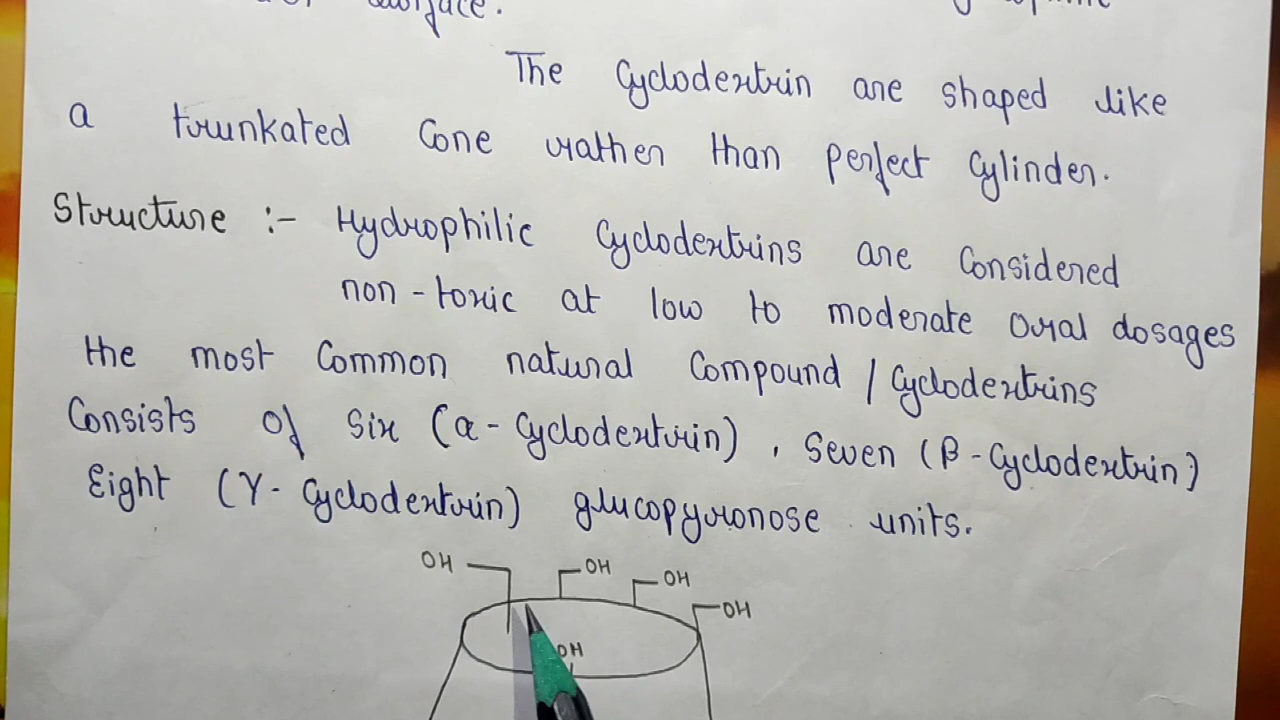 surface.
The Cyclodextrin are shaped like
a trunkated Cone rather than perfect Cylinder.
Structure :- Hydrophilic Cyclodextrins are Considered
non-toxic at low to moderate Oral dosages
the most Common natural Compound / Cyclodextrins
Consists of Six (α-Cyclodextrin), Seven (β-Cyclodextrin)
Eight (γ-Cyclodextrin) glucopyronose units.
OH OH OH OH
OH